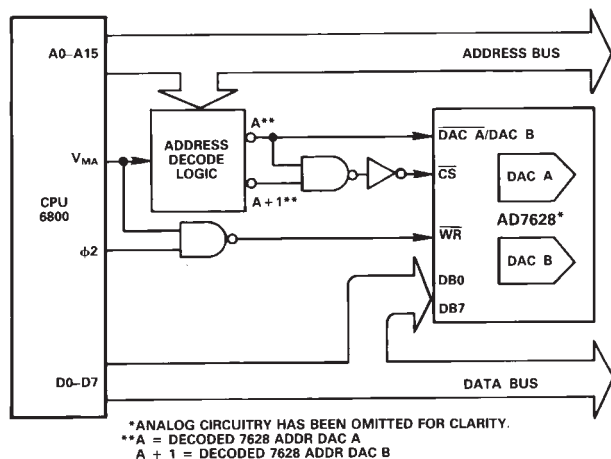 A0–A15
ADDRESS BUS
A**
ADDRESS
DECODE
LOGIC
DAC A/DAC B
VMA
CS
DAC A
CPU
6800
A + 1**
AD7628*
WR
φ2
DAC B
DB0
DB7
D0–D7
DATA BUS
*ANALOG CIRCUITRY HAS BEEN OMITTED FOR CLARITY.
**A = DECODED 7628 ADDR DAC A
A + 1 = DECODED 7628 ADDR DAC B